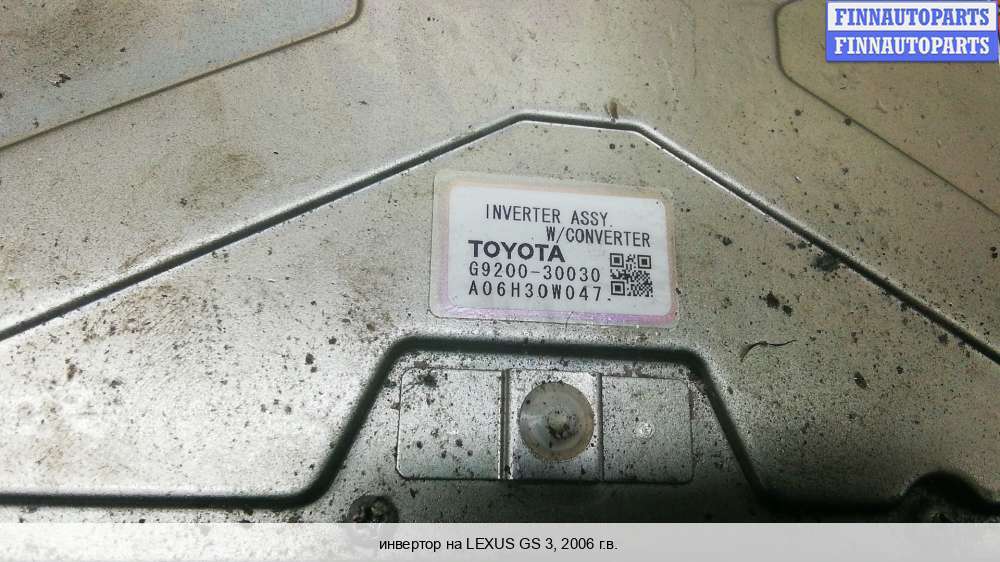 FINNAUTOPARTS
FINNAUTOPARTS
INVERTER ASSY.
W/CONVERTER
TOYOTA
G9200-30030
A06H30W047.
инвертор на LEXUS GS 3, 2006 г.в.